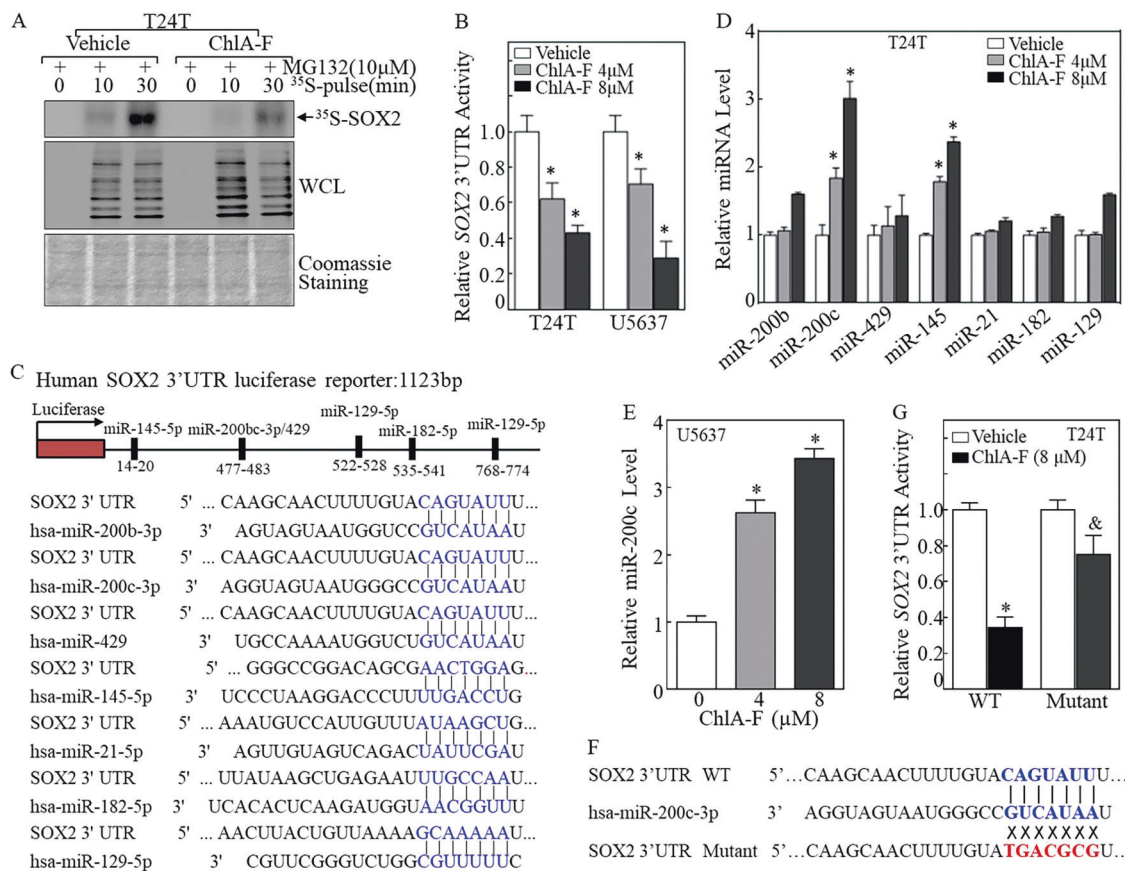 A
T24T
Vehicle ChlA-F
+ + + + + + MG132(10μM)
0 10 30 0 10 30 ³⁵S-pulse(min)
³⁵S-SOX2
WCL
Coomassie
Staining
B
Relative SOX2 3'UTR Activity
Vehicle
ChlA-F 4μM
ChlA-F 8μM
1.0
0.8
0.6
0.4
0.2
0
* * * *
T24T U5637
D
Relative miRNA Level
T24T
Vehicle
ChlA-F 4μM
ChlA-F 8μM
4
3
2
1
0
* * * *
miR-200b miR-200c miR-429 miR-145 miR-21 miR-182 miR-129
C
Human SOX2 3'UTR luciferase reporter:1123bp
Luciferase
miR-145-5p miR-200bc-3p/429 miR-129-5p miR-182-5p miR-129-5p
14-20 477-483 522-528 535-541 768-774
SOX2 3' UTR 5' ... CAAGCAACUUUUGUACAGUAUUU...
hsa-miR-200b-3p 3' AGUAGUAAUGGUCCGUCAUAAU
SOX2 3' UTR 5' ... CAAGCAACUUUUGUACAGUAUUU...
hsa-miR-200c-3p 3' AGGUAGUAAUGGGCCGUCAUAAU
SOX2 3' UTR 5' ... CAAGCAACUUUUGUACAGUAUUU...
hsa-miR-429 3' UGCCAAAAUGGUCUGUCAUAAU
SOX2 3' UTR 5' ... GGGCCGGACAGCGAACTGGAG...
hsa-miR-145-5p 3' UCCCUAAGGACCCUUUUGACCUG
SOX2 3' UTR 5' ... AAAUGUCCAUUGUUUAUAAGCUG...
hsa-miR-21-5p 3' AGUUGUAGUCAGACUAUUCGAU
SOX2 3' UTR 5' ... UUAUAAGCUGAGAAUUUGCCAAU...
hsa-miR-182-5p 3' UCACACUCAAGAUGGUAACGGUUU
SOX2 3' UTR 5' ... AACUUACUGUUAAAAGCAAAAAU...
hsa-miR-129-5p 3' CGUUCGGGUCUGGCGUUUUUC
E
Relative miR-200c Level
U5637
4
3
2
1
0
* *
0 4 8
ChlA-F (μM)
G
Relative SOX2 3'UTR Activity
Vehicle
ChlA-F (8 μM)
T24T
1.0
0.8
0.6
0.4
0.2
0
* &
WT Mutant
F
SOX2 3'UTR WT 5'…CAAGCAACUUUUGUACAGUAUUU…
hsa-miR-200c-3p 3' AGGUAGUAAUGGGCCGUCAUAAU
XXXXXXX
SOX2 3'UTR Mutant 5'…CAAGCAACUUUUGUATGACGCGU…